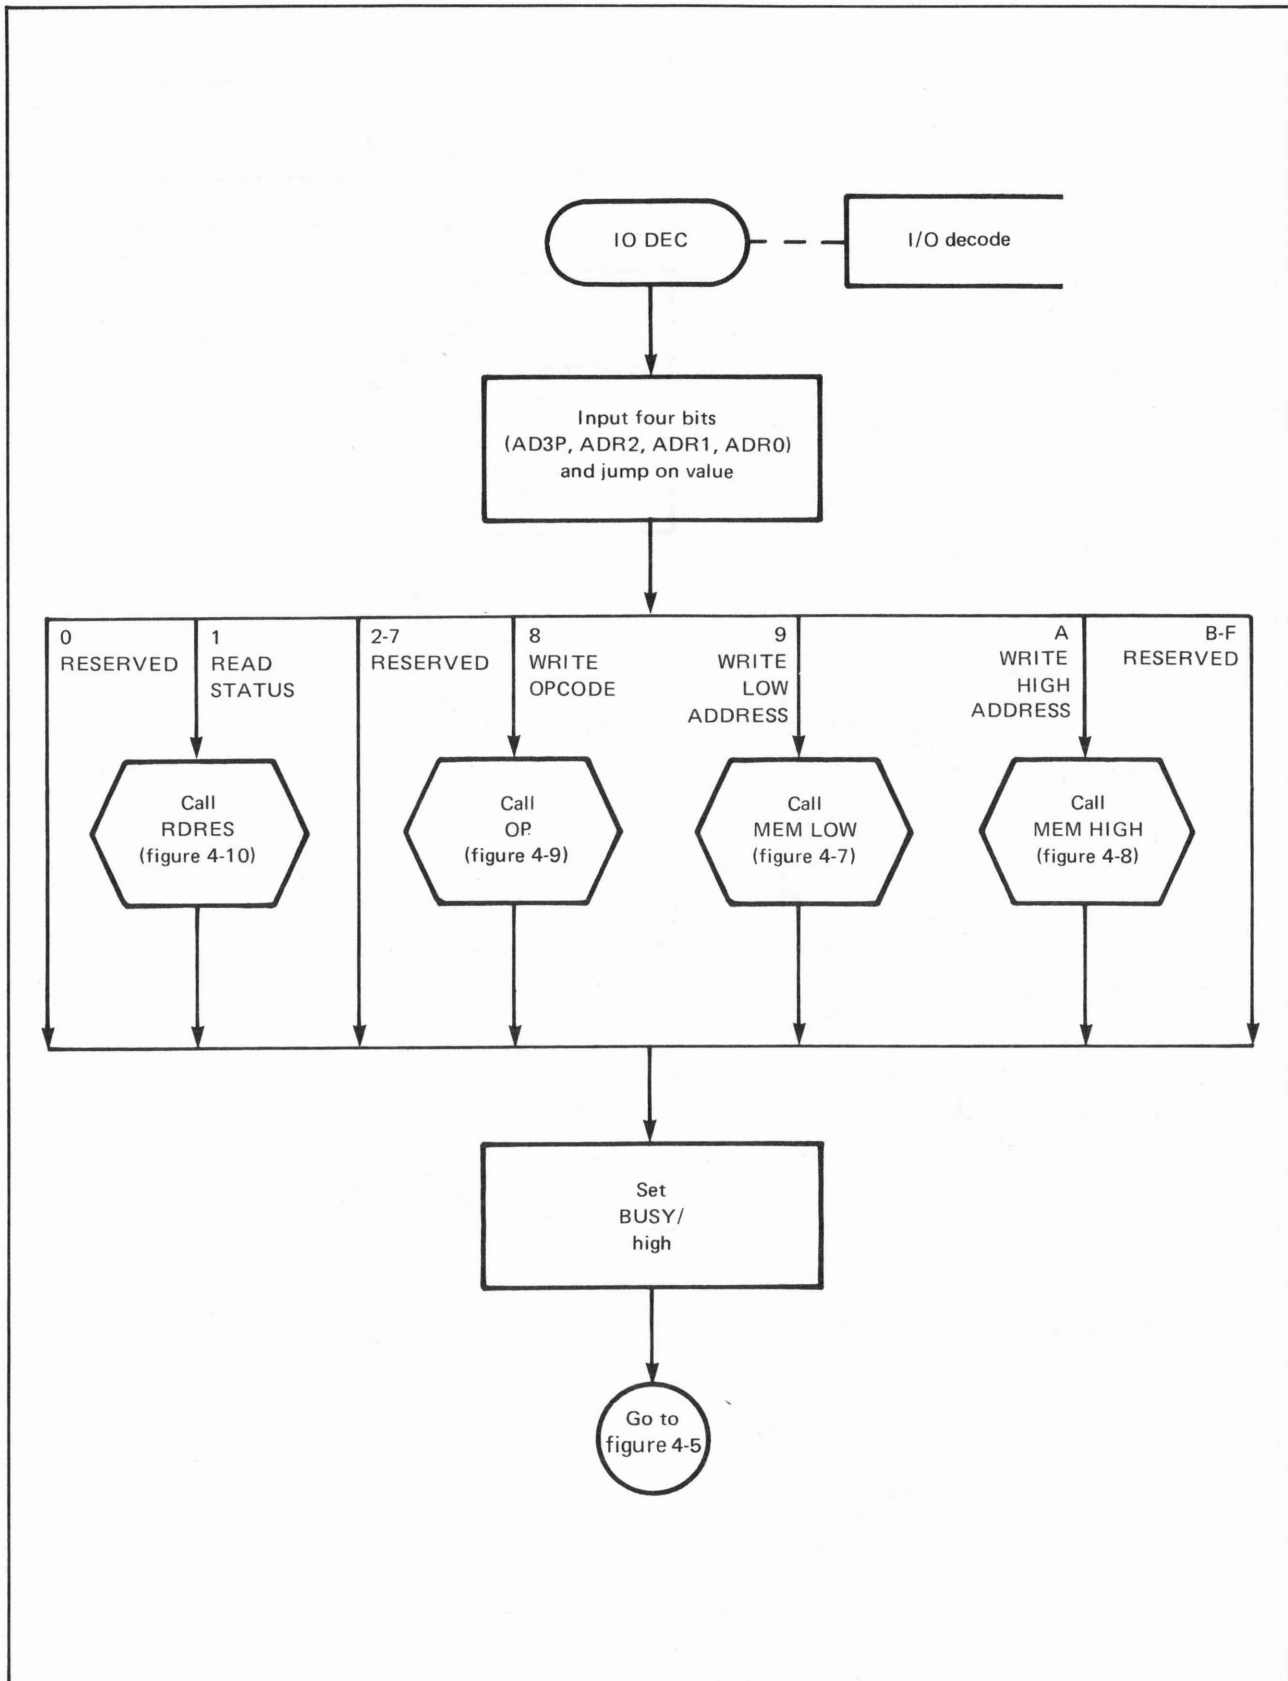 IO DEC
I/O decode
Input four bits
(AD3P, ADR2, ADR1, ADR0)
and jump on value
0
RESERVED
1
READ
STATUS
2-7
RESERVED
8
WRITE
OPCODE
9
WRITE
LOW
ADDRESS
A
WRITE
HIGH
ADDRESS
B-F
RESERVED
Call
RDRES
(figure 4-10)
Call
OP
(figure 4-9)
Call
MEM LOW
(figure 4-7)
Call
MEM HIGH
(figure 4-8)
Set
BUSY/
high
Go to
figure 4-5